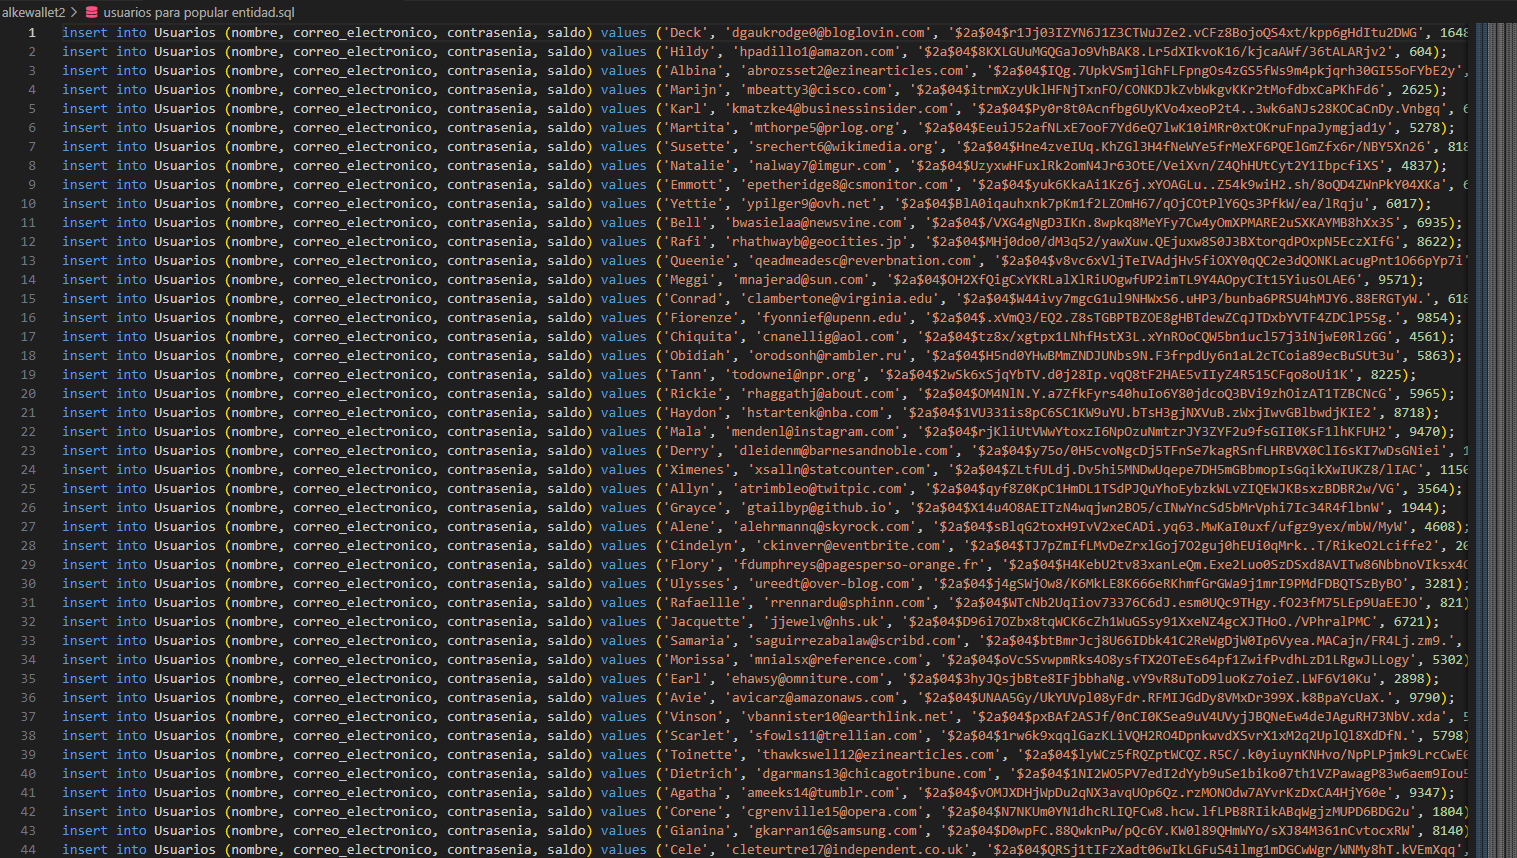 alkewallet2 > usuarios para popular entidad.sql
1 insert into Usuarios (nombre, correo_electronico, contrasenia, saldo) values ('Deck', 'dgaukrodge0@bloglovin.com', '$2a$04$r1Jj03IZYN6J1Z3CTWuJZe2.vCFz8BojoQS4xt/kpp6gHdItu2DWG', 1648
2 insert into Usuarios (nombre, correo_electronico, contrasenia, saldo) values ('Hildy', 'hpadillo1@amazon.com', '$2a$04$8KXLGUuMGQGaJo9VhBAK8.Lr5dXIkvoK16/kjcaAWf/36tALARjv2', 604);
3 insert into Usuarios (nombre, correo_electronico, contrasenia, saldo) values ('Albina', 'abrozsset2@ezinearticles.com', '$2a$04$IQg.7UpkVSmjlGhFLFpngOs4zGS5fWs9m4pkjqrh30GI55oFYbE2y',
4 insert into Usuarios (nombre, correo_electronico, contrasenia, saldo) values ('Marijn', 'mbeatty3@cisco.com', '$2a$04$itrmXzyUklHFNjTxnFO/CONKDJkZvbWkgvKKr2tMofdbxCaPKhFd6', 2625);
5 insert into Usuarios (nombre, correo_electronico, contrasenia, saldo) values ('Karl', 'kmatzke4@businessinsider.com', '$2a$04$Py0r8t0Acnfbg6UyKVo4xeoP2t4..3wk6aNJs28KOCaCnDy.Vnbgq', 6
6 insert into Usuarios (nombre, correo_electronico, contrasenia, saldo) values ('Martita', 'mthorpe5@prlog.org', '$2a$04$EeuiJ52afNLxE7ooF7Yd6eQ7lwK10iMRr0xtOKruFnpaJymgjad1y', 5278);
7 insert into Usuarios (nombre, correo_electronico, contrasenia, saldo) values ('Susette', 'srechert6@wikimedia.org', '$2a$04$Hne4zveIUq.KhZGl3H4fNeWYe5frMeXF6PQElGmZfx6r/NBY5Xn26', 818
8 insert into Usuarios (nombre, correo_electronico, contrasenia, saldo) values ('Natalie', 'nalway7@imgur.com', '$2a$04$UzyxwHFuxlRk2omN4Jr63OtE/VeiXvn/Z4QhHUtCyt2Y1IbpcfiXS', 4837);
9 insert into Usuarios (nombre, correo_electronico, contrasenia, saldo) values ('Emmott', 'epetheridge8@csmonitor.com', '$2a$04$yuk6KkaAi1Kz6j.xYOAGLu..Z54k9wiH2.sh/8oQD4ZWnPkY04XKa', 6
10 insert into Usuarios (nombre, correo_electronico, contrasenia, saldo) values ('Yettie', 'ypilger9@ovh.net', '$2a$04$BlA0iqauhxnk7pKm1f2LZOmH67/qOjCOtPlY6Qs3PfkW/ea/lRqju', 6017);
11 insert into Usuarios (nombre, correo_electronico, contrasenia, saldo) values ('Bell', 'bwasielaa@newsvine.com', '$2a$04$/VXG4gNgD3IKn.8wpkq8MeYFy7Cw4yOmXPMARE2uSXKAYMB8hXx3S', 6935);
12 insert into Usuarios (nombre, correo_electronico, contrasenia, saldo) values ('Rafi', 'rhathwayb@geocities.jp', '$2a$04$MHj0do0/dM3q52/yawXuw.QEjuxw8S0J3BXtorqdPOxpN5EczXIfG', 8622);
13 insert into Usuarios (nombre, correo_electronico, contrasenia, saldo) values ('Queenie', 'qeadmeadesc@reverbnation.com', '$2a$04$v8vc6xVljTeIVAdjHv5fiOXY0qQC2e3dQONKLacugPnt1O66pYp7i'
14 insert into Usuarios (nombre, correo_electronico, contrasenia, saldo) values ('Meggi', 'mnajerad@sun.com', '$2a$04$OH2XfQigCxYKRLalXlRiUOgwfUP2imTL9Y4AOpyCIt15YiusOLAE6', 9571);
15 insert into Usuarios (nombre, correo_electronico, contrasenia, saldo) values ('Conrad', 'clambertone@virginia.edu', '$2a$04$W44ivy7mgcG1ul9NHWxS6.uHP3/bunba6PRSU4hMJY6.88ERGTyW.', 618
16 insert into Usuarios (nombre, correo_electronico, contrasenia, saldo) values ('Fiorenze', 'fyonnief@upenn.edu', '$2a$04$.xVmQ3/EQ2.Z8sTGBPTBZOE8gHBTdewZCqJTDxbYVTF4ZDClP5Sg.', 9854);
17 insert into Usuarios (nombre, correo_electronico, contrasenia, saldo) values ('Chiquita', 'cnanellig@aol.com', '$2a$04$tz8x/xgtpx1LNhfHstX3L.xYnROoCQW5bn1ucl57j3iNjwE0RlzGG', 4561);
18 insert into Usuarios (nombre, correo_electronico, contrasenia, saldo) values ('Obidiah', 'orodsonh@rambler.ru', '$2a$04$H5nd0YHwBMmZNDJUNbs9N.F3frpdUy6n1aL2cTCoia89ecBuSUt3u', 5863);
19 insert into Usuarios (nombre, correo_electronico, contrasenia, saldo) values ('Tann', 'todownei@npr.org', '$2a$04$2wSk6xSjqYbTV.d0j28Ip.vqQ8tF2HAE5vIIyZ4R515CFqo8oUi1K', 8225);
20 insert into Usuarios (nombre, correo_electronico, contrasenia, saldo) values ('Rickie', 'rhaggathj@about.com', '$2a$04$OM4NlN.Y.a7ZfkFyrs40huIo6Y80jdcoQ3BVi9zhOizAT1TZBCNcG', 5965);
21 insert into Usuarios (nombre, correo_electronico, contrasenia, saldo) values ('Haydon', 'hstartenk@nba.com', '$2a$04$1VU331is8pC6SC1KW9uYU.bTsH3gjNXVuB.zWxjIwvGBlbwdjKIE2', 8718);
22 insert into Usuarios (nombre, correo_electronico, contrasenia, saldo) values ('Mala', 'mendenl@instagram.com', '$2a$04$rjKliUtVWwYtoxzI6NpOzuNmtzrJY3ZYF2u9fsGII0KsF1lhKFUH2', 9470);
23 insert into Usuarios (nombre, correo_electronico, contrasenia, saldo) values ('Derry', 'dleidenm@barnesandnoble.com', '$2a$04$y75o/0H5cvoNgcDj5TFnSe7kagRSnfLHRBVX0ClI6sKI7wDsGNiei', 1
24 insert into Usuarios (nombre, correo_electronico, contrasenia, saldo) values ('Ximenes', 'xsalln@statcounter.com', '$2a$04$ZLtfULdj.Dv5hi5MNDwUqepe7DH5mGBbmopIsGqikXwIUKZ8/lIAC', 1150
25 insert into Usuarios (nombre, correo_electronico, contrasenia, saldo) values ('Allyn', 'atrimbleo@twitpic.com', '$2a$04$qyf8Z0KpC1HmDL1TSdPJQuYhoEybzkWLvZIQEWJKBsxzBDBR2w/VG', 3564);
26 insert into Usuarios (nombre, correo_electronico, contrasenia, saldo) values ('Grayce', 'gtailbyp@github.io', '$2a$04$X14u4O8AEITzN4wqjwn2BO5/cINwYncSd5bMrVphi7Ic34R4flbnW', 1944);
27 insert into Usuarios (nombre, correo_electronico, contrasenia, saldo) values ('Alene', 'alehrmannq@skyrock.com', '$2a$04$sBlqG2toxH9IvV2xeCADi.yq63.MwKaI0uxf/ufgz9yex/mbW/MyW', 4608);
28 insert into Usuarios (nombre, correo_electronico, contrasenia, saldo) values ('Cindelyn', 'ckinverr@eventbrite.com', '$2a$04$TJ7pZmIfLMvDeZrxlGoj7O2guj0hEUi0qMrk..T/RikeO2Lciffe2', 20
29 insert into Usuarios (nombre, correo_electronico, contrasenia, saldo) values ('Flory', 'fdumphreys@pagesperso-orange.fr', '$2a$04$H4KebU2tv83xanLeQm.Exe2Luo0SzDSxd8AVITw86NbbnoVIksx4
30 insert into Usuarios (nombre, correo_electronico, contrasenia, saldo) values ('Ulysses', 'ureedt@over-blog.com', '$2a$04$j4gSWjOw8/K6MkLE8K666eRKhmfGrGWa9j1mrI9PMdFDBQTSzByBO', 3281);
31 insert into Usuarios (nombre, correo_electronico, contrasenia, saldo) values ('Rafaellle', 'rrennardu@sphinn.com', '$2a$04$WTcNb2UqIiov73376C6dJ.esm0UQc9THgy.fO23fM75LEp9UaEEJO', 821)
32 insert into Usuarios (nombre, correo_electronico, contrasenia, saldo) values ('Jacquette', 'jjewelv@nhs.uk', '$2a$04$D96i7OZbx8tqWCK6cZh1WuGSsy91XxeNZ4gcXJTHoO./VPhralPMC', 6721);
33 insert into Usuarios (nombre, correo_electronico, contrasenia, saldo) values ('Samaria', 'saguirrezabalaw@scribd.com', '$2a$04$btBmrJcj8U66IDbk41C2ReWgDjW0Ip6Vyea.MACajn/FR4Lj.zm9.',
34 insert into Usuarios (nombre, correo_electronico, contrasenia, saldo) values ('Morissa', 'mnialsx@reference.com', '$2a$04$oVcSSvwpmRks4O8ysfTX2OTeEs64pf1ZwifPvdhLzD1LRgwJLLogy', 5302)
35 insert into Usuarios (nombre, correo_electronico, contrasenia, saldo) values ('Earl', 'ehawsy@omniture.com', '$2a$04$3hyJQsjbBte8IFjbbhaNg.vY9vR8uToD9luoKz7oieZ.LWF6V10Ku', 2898);
36 insert into Usuarios (nombre, correo_electronico, contrasenia, saldo) values ('Avie', 'avicarz@amazonaws.com', '$2a$04$UNAA5Gy/UkYUVpl08yFdr.RFMIJGdDy8VMxDr399X.k8BpaYcUaX.', 9790);
37 insert into Usuarios (nombre, correo_electronico, contrasenia, saldo) values ('Vinson', 'vbannister10@earthlink.net', '$2a$04$pxBAf2ASJf/0nCI0KSea9uV4UVyjJBQNeEw4deJAguRH73NbV.xda', 5
38 insert into Usuarios (nombre, correo_electronico, contrasenia, saldo) values ('Scarlet', 'sfowls11@trellian.com', '$2a$04$1rw6k9xqqlGazKLiVQH2RO4DpnkwvdXSvrX1xM2q2UplQl8XdDfN.', 5798)
39 insert into Usuarios (nombre, correo_electronico, contrasenia, saldo) values ('Toinette', 'thawkswell12@ezinearticles.com', '$2a$04$lyWCz5fRQZptWCQZ.R5C/.k0yiuynKNHvo/NpPLPjmk9LrcCwE0
40 insert into Usuarios (nombre, correo_electronico, contrasenia, saldo) values ('Dietrich', 'dgarmans13@chicagotribune.com', '$2a$04$1NI2WO5PV7edI2dYyb9uSe1biko07th1VZPawagP83w6aem9Iou5
41 insert into Usuarios (nombre, correo_electronico, contrasenia, saldo) values ('Agatha', 'ameeks14@tumblr.com', '$2a$04$vOMJXDHjWpDu2qNX3avqUOp6Qz.rzMONOdw7AYvrKzDxCA4HjY60e', 9347);
42 insert into Usuarios (nombre, correo_electronico, contrasenia, saldo) values ('Corene', 'cgrenville15@opera.com', '$2a$04$N7NKUm0YN1dhcRLIQFCw8.hcw.lfLPB8RIikABqWgjzMUPD6BDG2u', 1804)
43 insert into Usuarios (nombre, correo_electronico, contrasenia, saldo) values ('Gianina', 'gkarran16@samsung.com', '$2a$04$D0wpFC.88QwknPw/pQc6Y.KW0l89QHmWYo/sXJ84M361nCvtocxRW', 8140)
44 insert into Usuarios (nombre, correo_electronico, contrasenia, saldo) values ('Cele', 'cleteurtre17@independent.co.uk', '$2a$04$QRSj1tIFzXadt06wIkLGFuS4ilmg1mDGCwWgr/WNMy8hT.kVEmXqq',